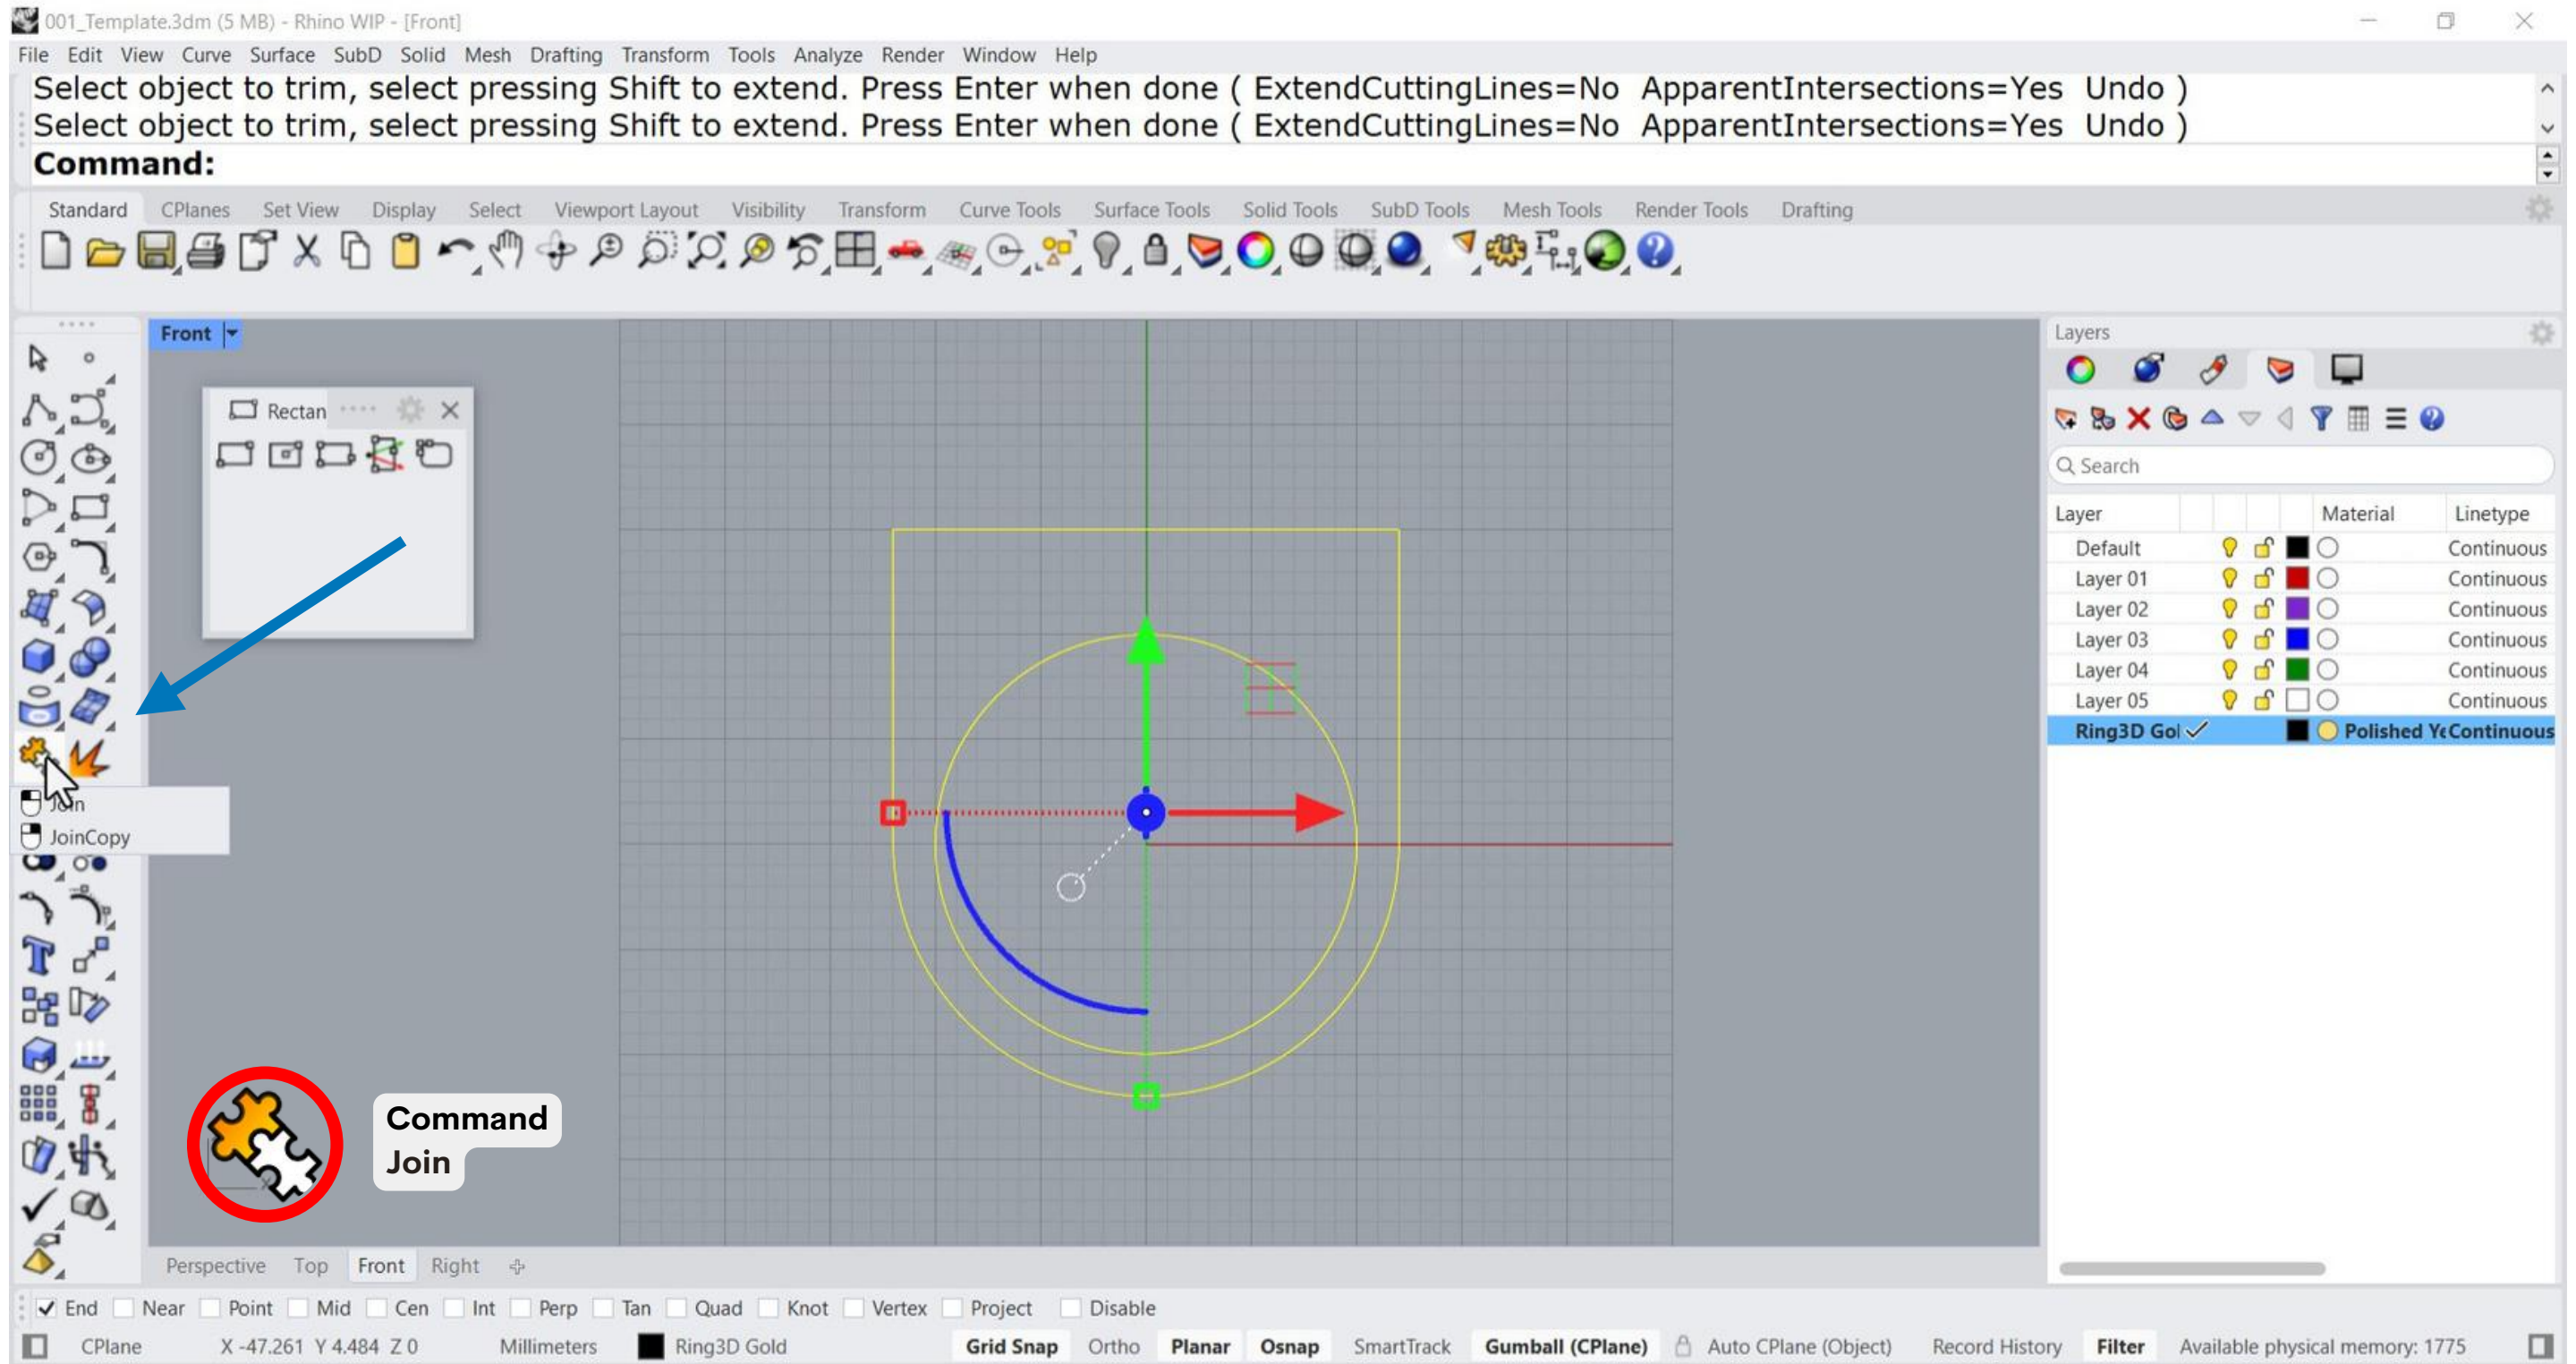 001_Template.3dm (5 MB) - Rhino WIP - [Front]
File Edit View Curve Surface SubD Solid Mesh Drafting Transform Tools Analyze Render Window Help
Select object to trim, select pressing Shift to extend. Press Enter when done ( ExtendCuttingLines=No ApparentIntersections=Yes Undo )
Select object to trim, select pressing Shift to extend. Press Enter when done ( ExtendCuttingLines=No ApparentIntersections=Yes Undo )
Command:
Standard CPlanes Set View Display Select Viewport Layout Visibility Transform Curve Tools Surface Tools Solid Tools SubD Tools Mesh Tools Render Tools Drafting
Front
Layers
Rectan
Search
Layer Material Linetype
Default Continuous
Layer 01 Continuous
Layer 02 Continuous
Layer 03 Continuous
Layer 04 Continuous
Layer 05 Continuous
Ring3D Gol Polished Ye Continuous
Join
JoinCopy
Command
Join
Perspective Top Front Right
End Near Point Mid Cen Int Perp Tan Quad Knot Vertex Project Disable
CPlane X -47.261 Y 4.484 Z 0 Millimeters Ring3D Gold Grid Snap Ortho Planar Osnap SmartTrack Gumball (CPlane) Auto CPlane (Object) Record History Filter Available physical memory: 1775